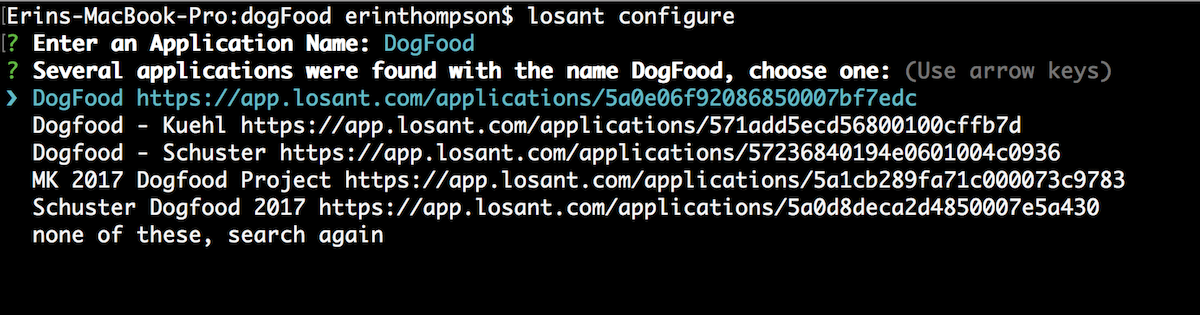 [Erins-MacBook-Pro:dogFood erinthompson$ losant configure
[? Enter an Application Name: DogFood
? Several applications were found with the name DogFood, choose one: (Use arrow keys)
❯ DogFood https://app.losant.com/applications/5a0e06f92086850007bf7edc
Dogfood - Kuehl https://app.losant.com/applications/571add5ecd56800100cffb7d
Dogfood - Schuster https://app.losant.com/applications/57236840194e0601004c0936
MK 2017 Dogfood Project https://app.losant.com/applications/5a1cb289fa71c000073c9783
Schuster Dogfood 2017 https://app.losant.com/applications/5a0d8deca2d4850007e5a430
none of these, search again